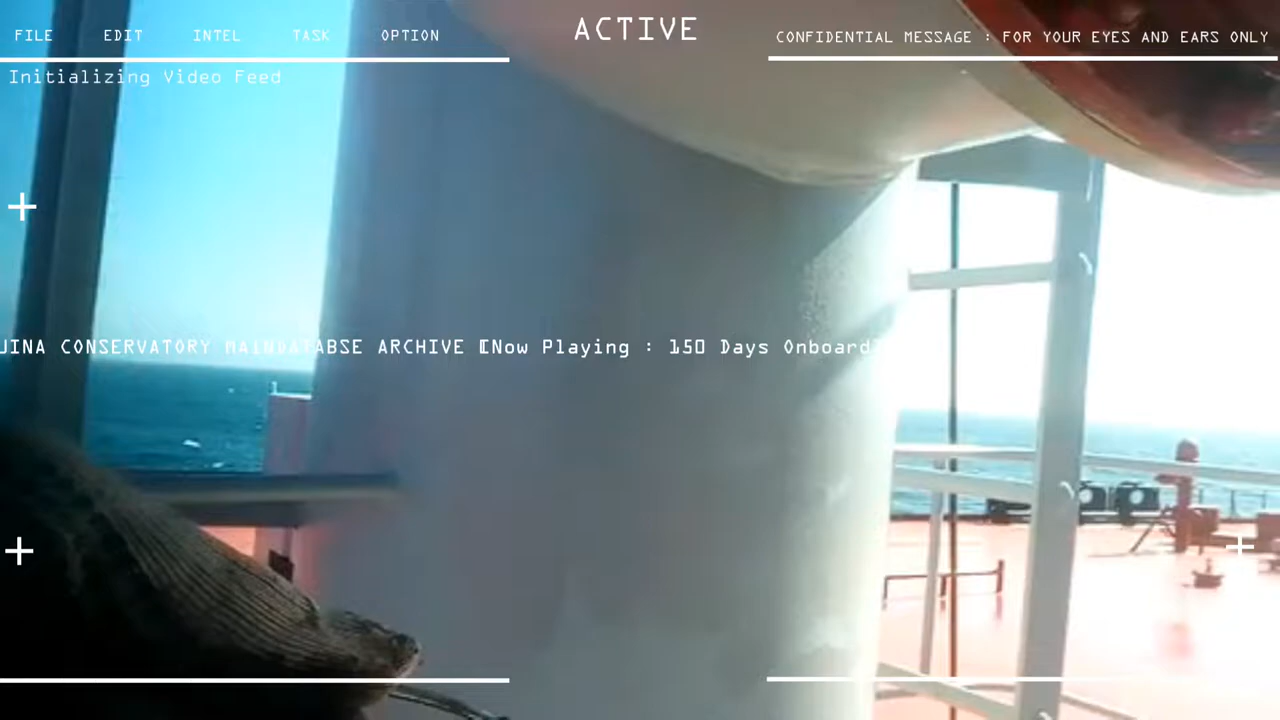 FILE EDIT INTEL TASK OPTION
ACTIVE
CONFIDENTIAL MESSAGE : FOR YOUR EYES AND EARS ONLY
Initializing Video Feed
JINA CONSERVATORY MAINDATABSE ARCHIVE [Now Playing : 150 Days Onboard]